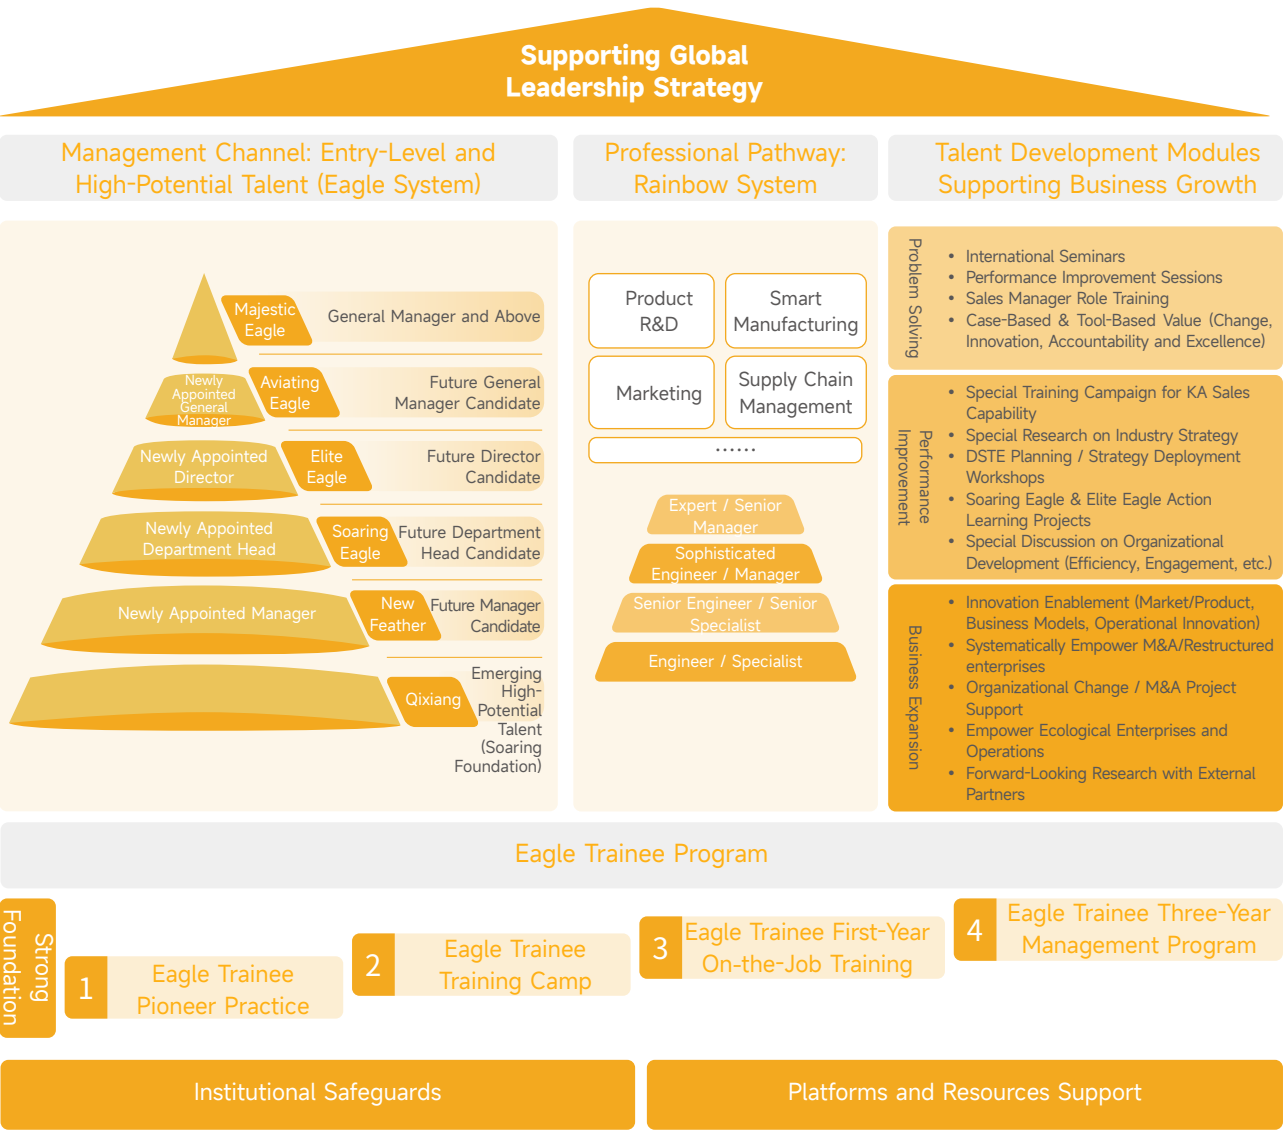 Supporting Global
Leadership Strategy
Management Channel: Entry-Level and
High-Potential Talent (Eagle System)
Professional Pathway:
Rainbow System
Talent Development Modules
Supporting Business Growth
Majestic
Eagle
General Manager and Above
Newly
Appointed
General
Manager
Aviating
Eagle
Future General
Manager Candidate
Newly Appointed
Director
Elite
Eagle
Future Director
Candidate
Newly Appointed
Department Head
Soaring
Eagle
Future Department
Head Candidate
Newly Appointed Manager
New
Feather
Future Manager
Candidate
Qixiang
Emerging
High-
Potential
Talent
(Soaring
Foundation)
Product
R&D
Smart
Manufacturing
Marketing
Supply Chain
Management
······
Expert / Senior
Manager
Sophisticated
Engineer / Manager
Senior Engineer / Senior
Specialist
Engineer / Specialist
Problem Solving
• International Seminars
• Performance Improvement Sessions
• Sales Manager Role Training
• Case-Based & Tool-Based Value (Change,
Innovation, Accountability and Excellence)
Performance
Improvement
• Special Training Campaign for KA Sales
Capability
• Special Research on Industry Strategy
• DSTE Planning / Strategy Deployment
Workshops
• Soaring Eagle & Elite Eagle Action
Learning Projects
• Special Discussion on Organizational
Development (Efficiency, Engagement, etc.)
Business Expansion
• Innovation Enablement (Market/Product,
Business Models, Operational Innovation)
• Systematically Empower M&A/Restructured
enterprises
• Organizational Change / M&A Project
Support
• Empower Ecological Enterprises and
Operations
• Forward-Looking Research with External
Partners
Eagle Trainee Program
Strong
Foundation
1
Eagle Trainee
Pioneer Practice
2
Eagle Trainee
Training Camp
3
Eagle Trainee First-Year
On-the-Job Training
4
Eagle Trainee Three-Year
Management Program
Institutional Safeguards
Platforms and Resources Support